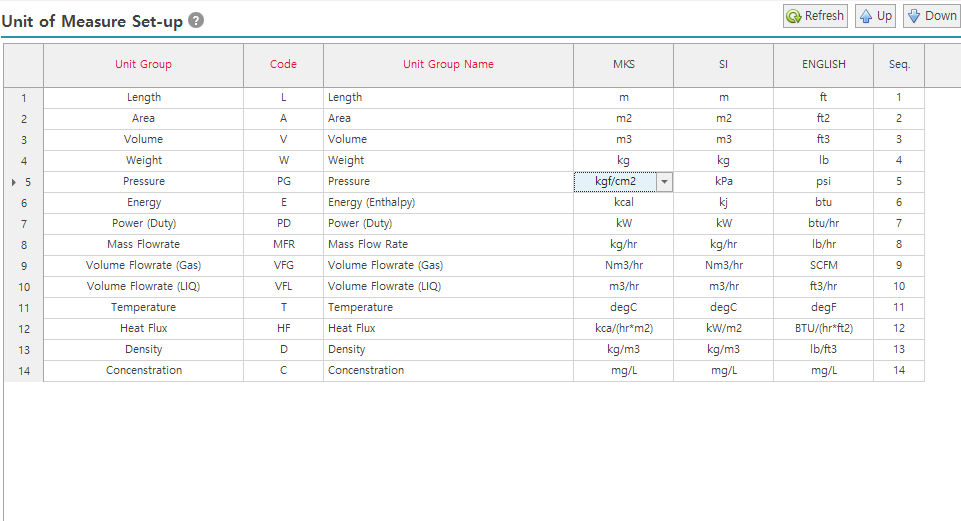 Unit of Measure Set-up ?
Refresh Up Down
Unit Group Code Unit Group Name MKS SI ENGLISH Seq.
1 Length L Length m m ft 1
2 Area A Area m2 m2 ft2 2
3 Volume V Volume m3 m3 ft3 3
4 Weight W Weight kg kg lb 4
5 Pressure PG Pressure kgf/cm2 kPa psi 5
6 Energy E Energy (Enthalpy) kcal kj btu 6
7 Power (Duty) PD Power (Duty) kW kW btu/hr 7
8 Mass Flowrate MFR Mass Flow Rate kg/hr kg/hr lb/hr 8
9 Volume Flowrate (Gas) VFG Volume Flowrate (Gas) Nm3/hr Nm3/hr SCFM 9
10 Volume Flowrate (LIQ) VFL Volume Flowrate (LIQ) m3/hr m3/hr ft3/hr 10
11 Temperature T Temperature degC degC degF 11
12 Heat Flux HF Heat Flux kca/(hr*m2) kW/m2 BTU/(hr*ft2) 12
13 Density D Density kg/m3 kg/m3 lb/ft3 13
14 Concenstration C Concenstration mg/L mg/L mg/L 14